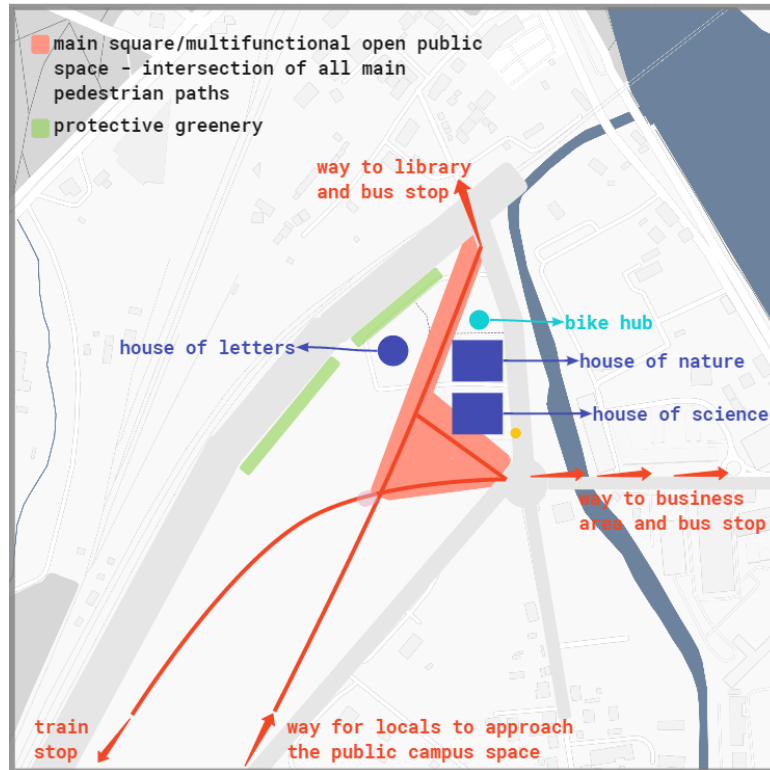 main square/multifunctional open public
space - intersection of all main
pedestrian paths
protective greenery
way to library
and bus stop
bike hub
house of letters
house of nature
house of science
way to business
area and bus stop
train
stop
way for locals to approach
the public campus space